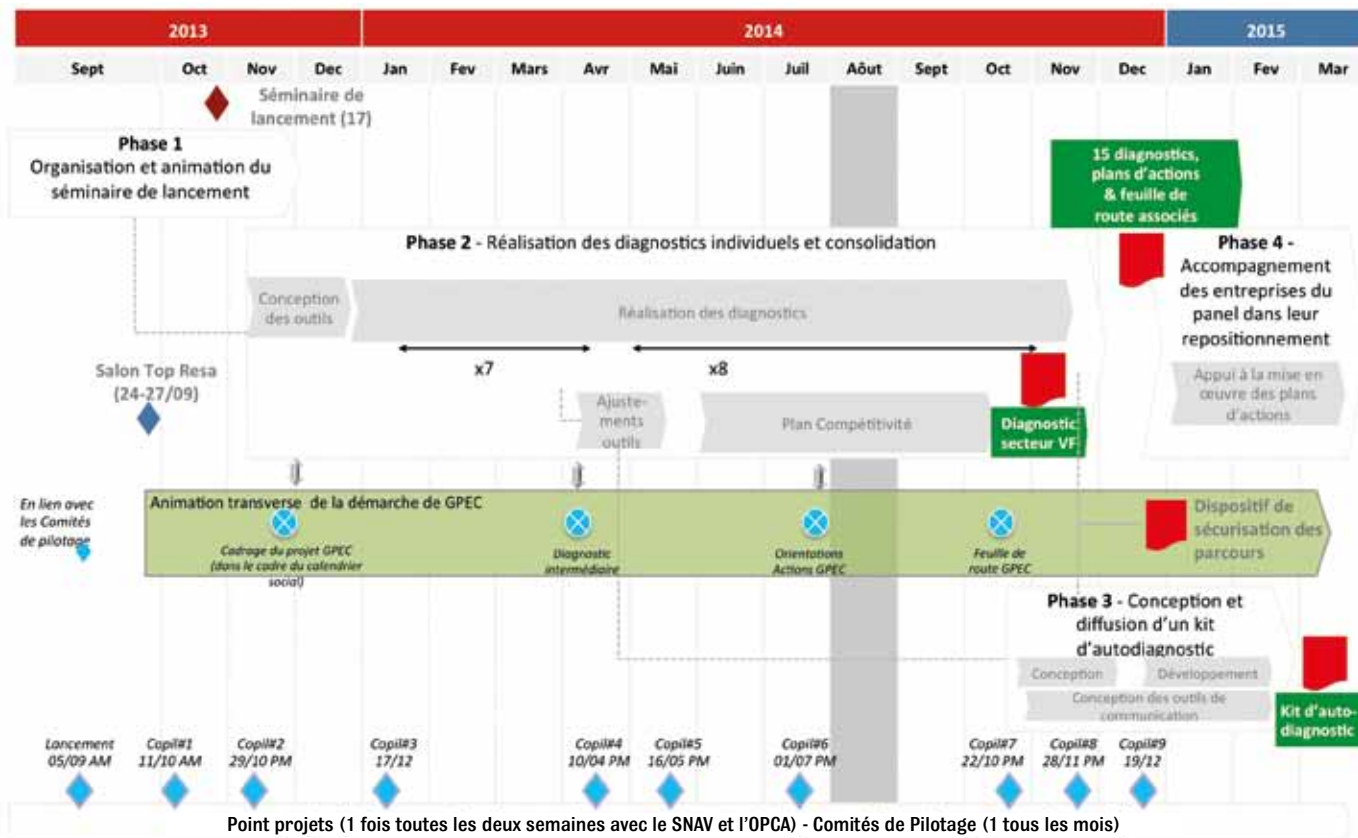 2013
2014
2015
Sept Oct Nov Dec Jan Fev Mars Avr Mai Juin Juil Aôut Sept Oct Nov Dec Jan Fev Mar
Séminaire de
lancement (17)
Phase 1
Organisation et animation du
séminaire de lancement
15 diagnostics,
plans d'actions
& feuille de
route associés
Phase 2 - Réalisation des diagnostics individuels et consolidation
Phase 4 -
Accompagnement
des entreprises du
panel dans leur
repositionnement
Conception
des outils
Réalisation des diagnostics
x7
x8
Salon Top Resa
(24-27/09)
Appui à la mise en
œuvre des plans
d'actions
Ajuste-
ments
outils
Plan Compétitivité
Diagnostic
secteur VF
En lien avec
les Comités
de pilotage
Animation transverse de la démarche de GPEC
Cadrage du projet GPEC
(dans le cadre du calendrier
social)
Diagnostic
intermédiaire
Orientations
Actions GPEC
Feuille de
route GPEC
Dispositif de
sécurisation des
parcours
Phase 3 - Conception et
diffusion d'un kit
d'autodiagnostic
Conception
Développement
Conception des outils de
communication
Kit d'auto-
diagnostic
Lancement
05/09 AM
Copil#1
11/10 AM
Copil#2
29/10 PM
Copil#3
17/12
Copil#4
10/04 PM
Copil#5
16/05 PM
Copil#6
01/07 PM
Copil#7
22/10 PM
Copil#8
28/11 PM
Copil#9
19/12
Point projets (1 fois toutes les deux semaines avec le SNAV et l'OPCA) - Comités de Pilotage (1 tous les mois)